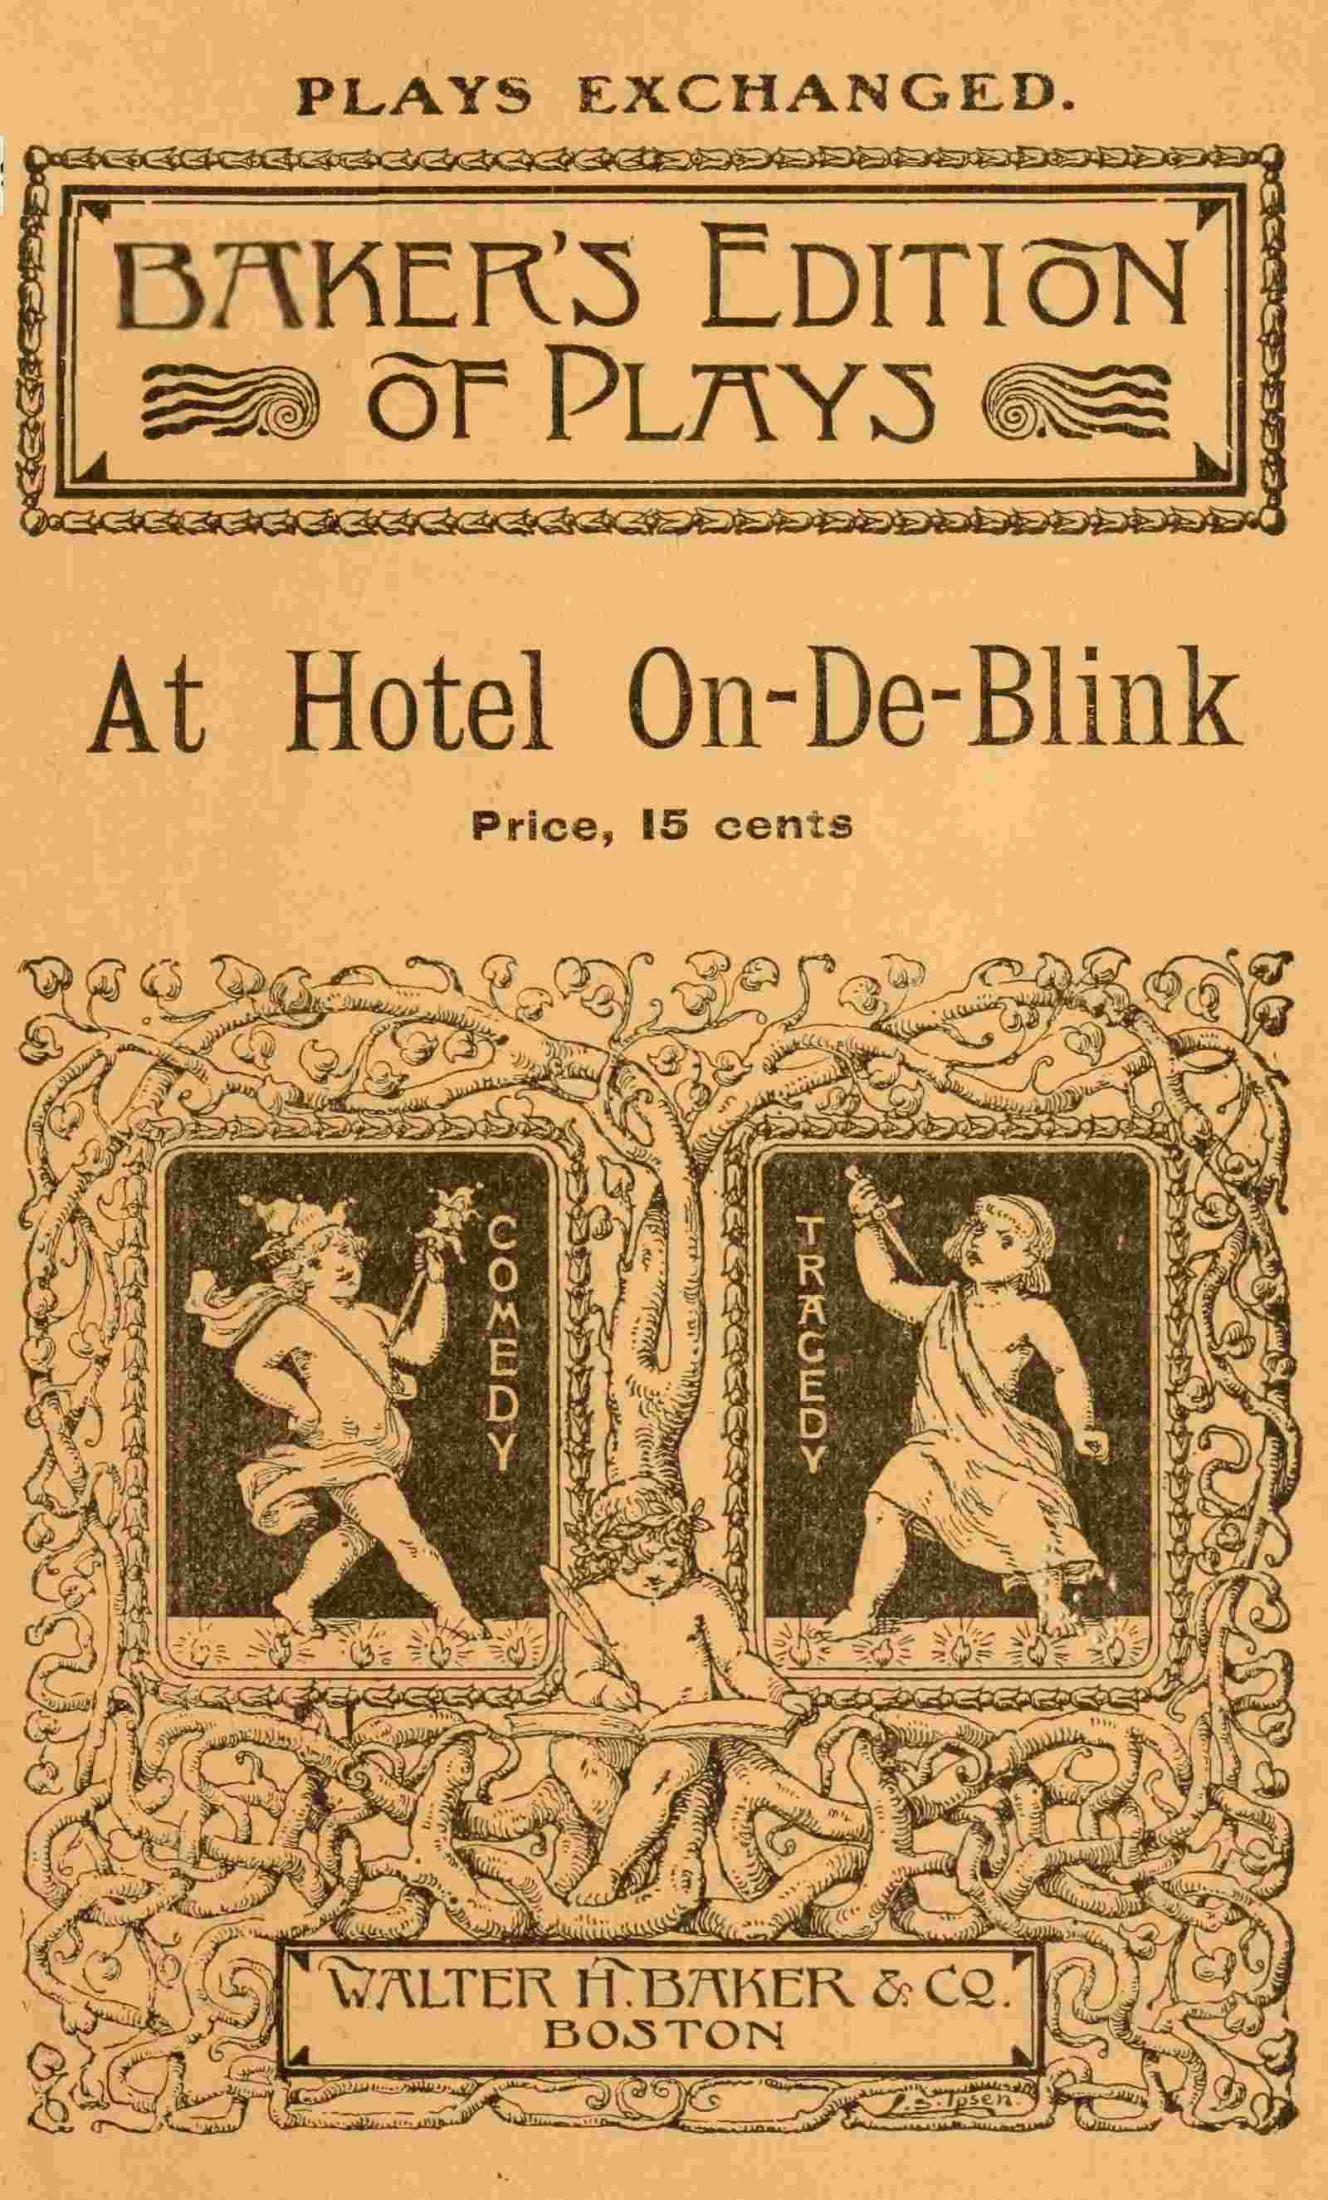 PLAYS EXCHANGED.
BAKER'S EDITION
OF PLAYS
At Hotel On-De-Blink
Price, 15 cents
COMEDY
TRAGEDY
WALTER H. BAKER & CO.
BOSTON
Ipsen.